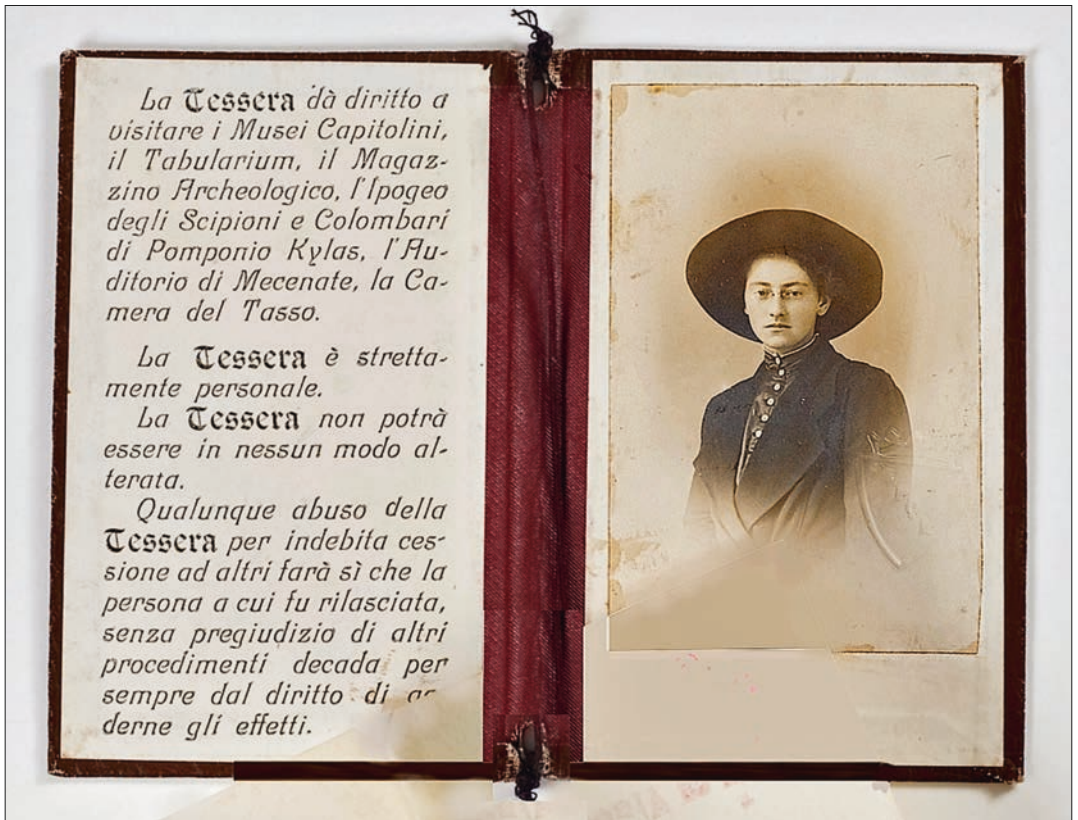 La Tessera dà diritto a
visitare i Musei Capitolini,
il Tabularium, il Magaz-
zino Archeologico, l'Ipogeo
degli Scipioni e Colombari
di Pomponio Kylas, l'Au-
ditorio di Mecenate, la Ca-
mera del Tasso.
La Tessera è stretta-
mente personale.
La Tessera non potrà
essere in nessun modo al-
terata.
Qualunque abuso della
Tessera per indebita ces-
sione ad altri farà sì che la
persona a cui fu rilasciata,
senza pregiudizio di altri
procedimenti decada per
sempre dal diritto di
derne gli effetti.